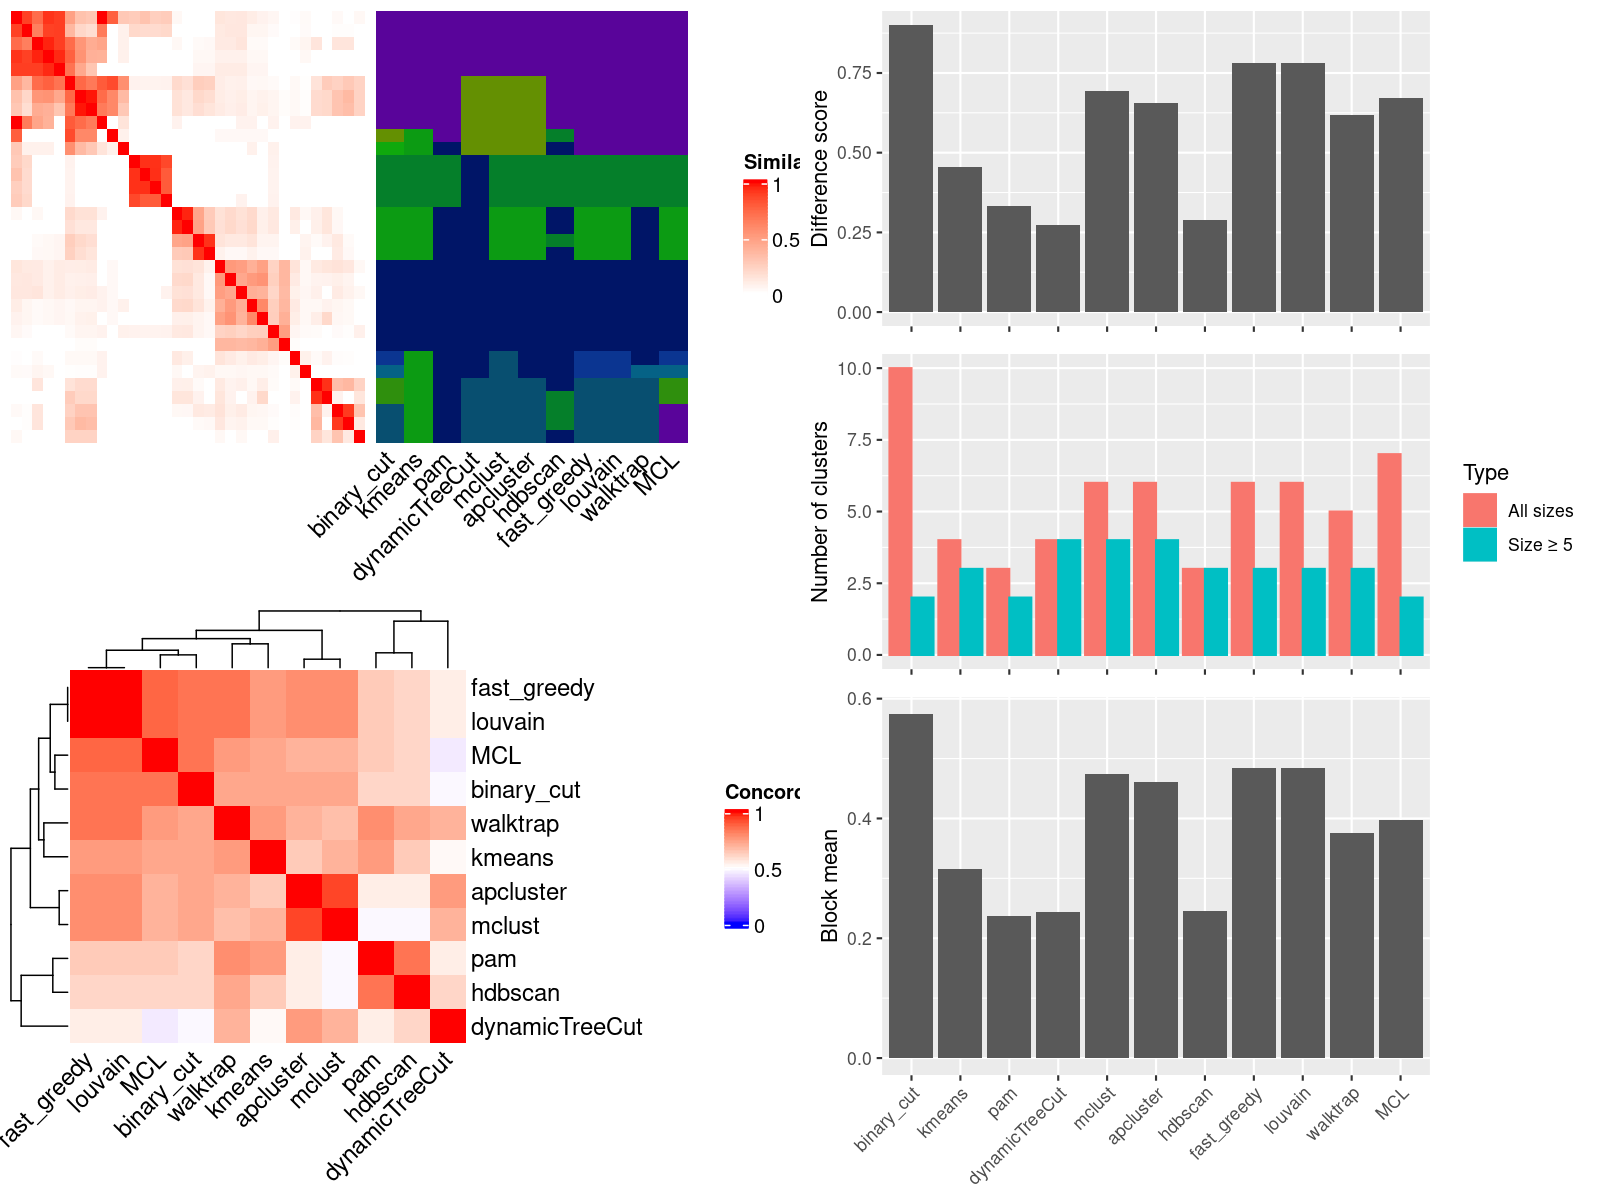 Simila
1
0.5
0
binary_cut
kmeans
pam
dynamicTreeCut
mclust
apcluster
hdbscan
fast_greedy
louvain
walktrap
MCL
fast_greedy
louvain
MCL
binary_cut
walktrap
kmeans
apcluster
mclust
pam
hdbscan
dynamicTreeCut
fast_greedy
louvain
MCL
binary_cut
walktrap
kmeans
apcluster
mclust
pam
hdbscan
dynamicTreeCut
Concord
1
0.5
0
Difference score
0.75
0.50
0.25
0.00
Number of clusters
10.0
7.5
5.0
2.5
0.0
Type
All sizes
Size ≥ 5
Block mean
0.6
0.4
0.2
0.0
binary_cut
kmeans
pam
dynamicTreeCut
mclust
apcluster
hdbscan
fast_greedy
louvain
walktrap
MCL